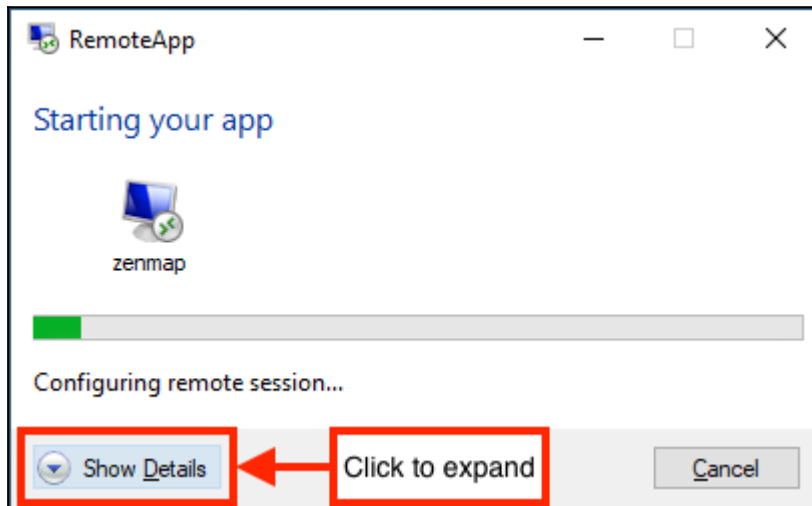 RemoteApp
Starting your app
zenmap
Configuring remote session...
Show Details
Click to expand
Cancel